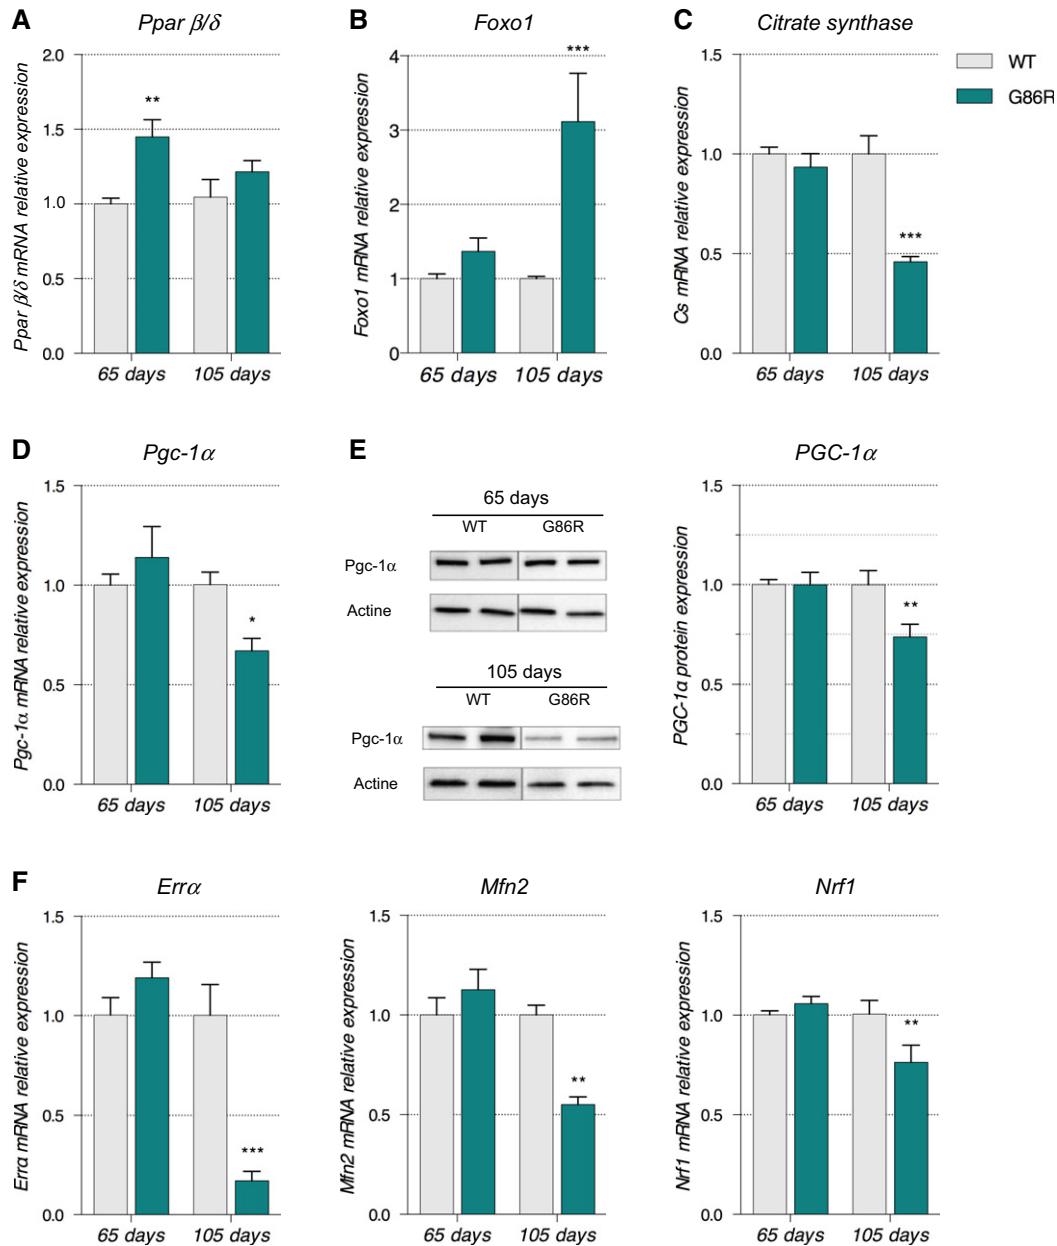 A
Ppar β/δ
Ppar β/δ mRNA relative expression
2.0
1.5
1.0
0.5
0.0
**
65 days
105 days
B
Foxo1
Foxo1 mRNA relative expression
4
3
2
1
0
***
65 days
105 days
C
Citrate synthase
Cs mRNA relative expression
1.5
1.0
0.5
0.0
***
65 days
105 days
WT
G86R
D
Pgc-1α
Pgc-1α mRNA relative expression
1.5
1.0
0.5
0.0
*
65 days
105 days
E
65 days
WT
G86R
Pgc-1α
Actine
105 days
WT
G86R
Pgc-1α
Actine
PGC-1α
PGC-1α protein expression
1.5
1.0
0.5
0.0
**
65 days
105 days
F
Errα
Errα mRNA relative expression
1.5
1.0
0.5
0.0
***
65 days
105 days
Mfn2
Mfn2 mRNA relative expression
1.5
1.0
0.5
0.0
**
65 days
105 days
Nrf1
Nrf1 mRNA relative expression
1.5
1.0
0.5
0.0
**
65 days
105 days